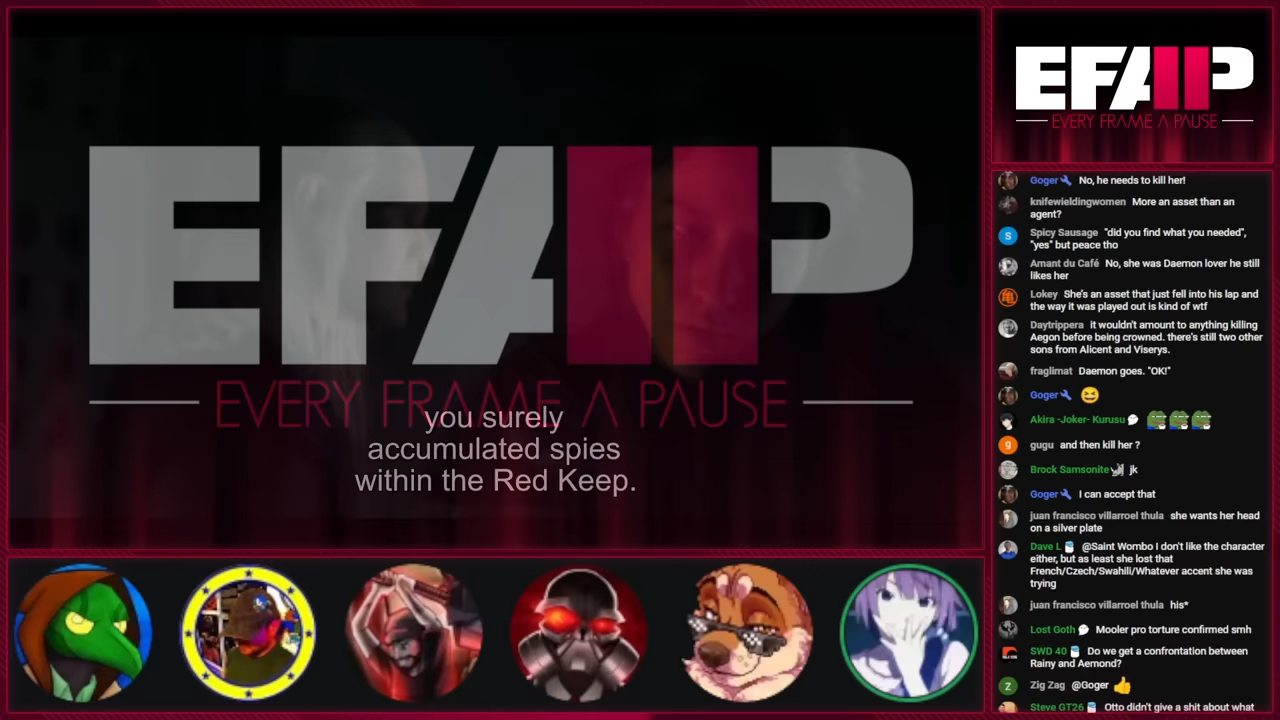 EFAP
EVERY FRAME A PAUSE
you surely
accumulated spies
within the Red Keep.
EFAP
EVERY FRAME A PAUSE
Goger No, he needs to kill her!
knifewieldingwomen More an asset than an
agent?
S
Spicy Sausage "did you find what you needed",
"yes" but peace tho
Amant du Café No, she was Daemon lover he still
likes her
Lokey She's an asset that just fell into his lap and
the way it was played out is kind of wtf
Daytrippera it wouldn't amount to anything killing
Aegon before being crowned. there's still two other
sons from Alicent and Viserys.
fraglimat Daemon goes. "OK!"
Goger 😆
Akira -Joker- Kurusu
g
gugu and then kill her ?
Brock Samsonite jk
Goger I can accept that
juan francisco villarroel thula she wants her head
on a silver plate
Dave L @Saint Wombo I don't like the character
either, but as least she lost that
French/Czech/Swahili/Whatever accent she was
trying
juan francisco villarroel thula his*
Lost Goth Mooler pro torture confirmed smh
SWD 40 Do we get a confrontation between
Rainy and Aemond?
Z
Zig Zag @Goger 👍
Steve GT26 Otto didn't give a shit about what